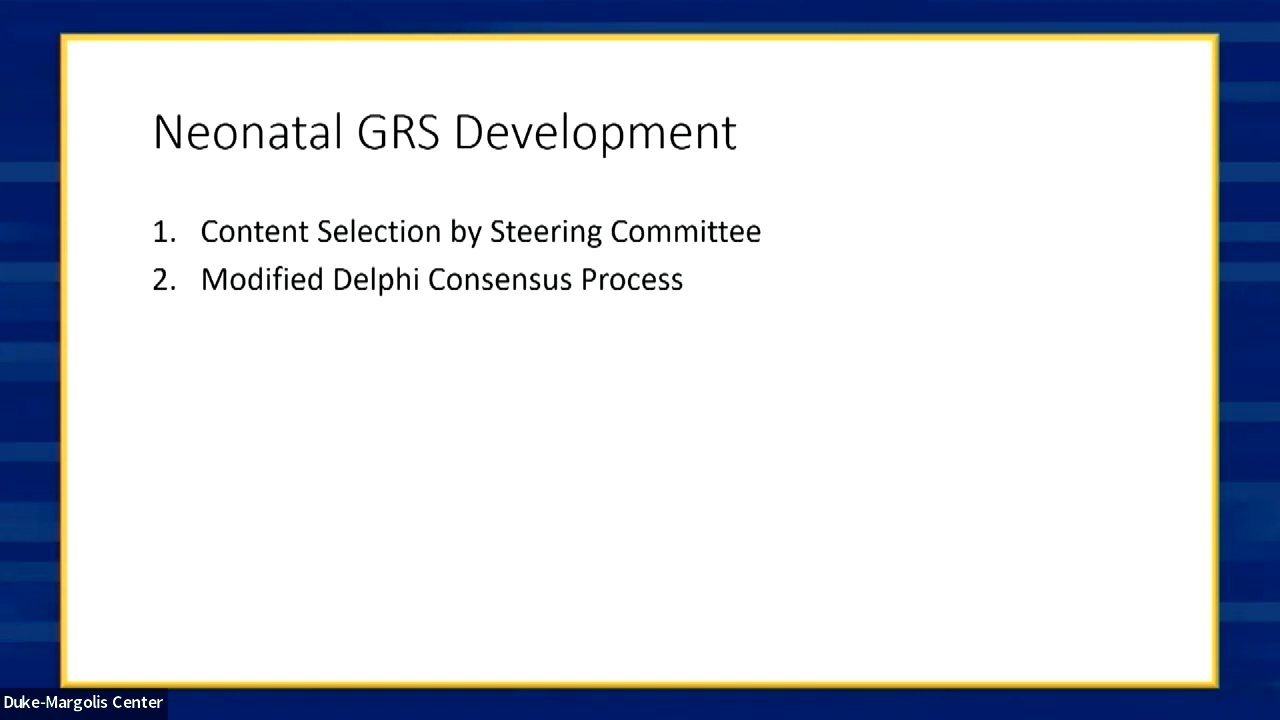 Neonatal GRS Development
1. Content Selection by Steering Committee
2. Modified Delphi Consensus Process
Duke-Margolis Center